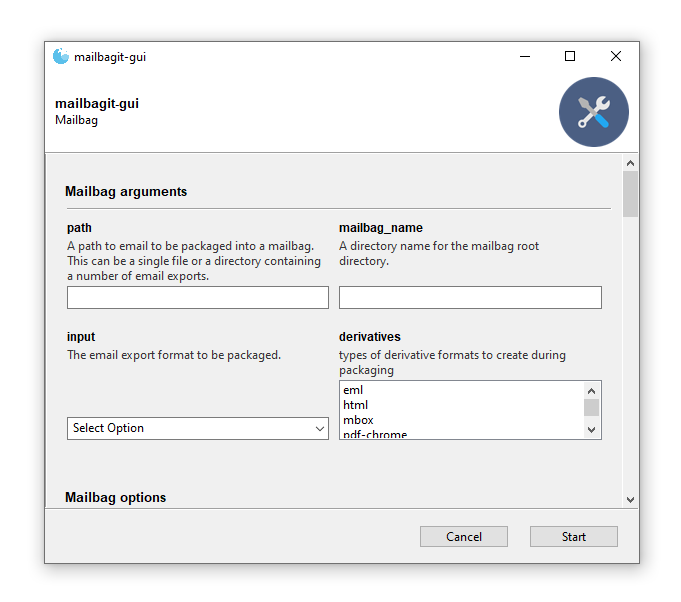 mailbagit-gui
mailbagit-gui
Mailbag
Mailbag arguments
path
A path to email to be packaged into a mailbag.
This can be a single file or a directory containing
a number of email exports.
mailbag_name
A directory name for the mailbag root
directory.
input
The email export format to be packaged.
Select Option
derivatives
types of derivative formats to create during
packaging
eml
html
mbox
pdf-chrome
Mailbag options
Cancel
Start